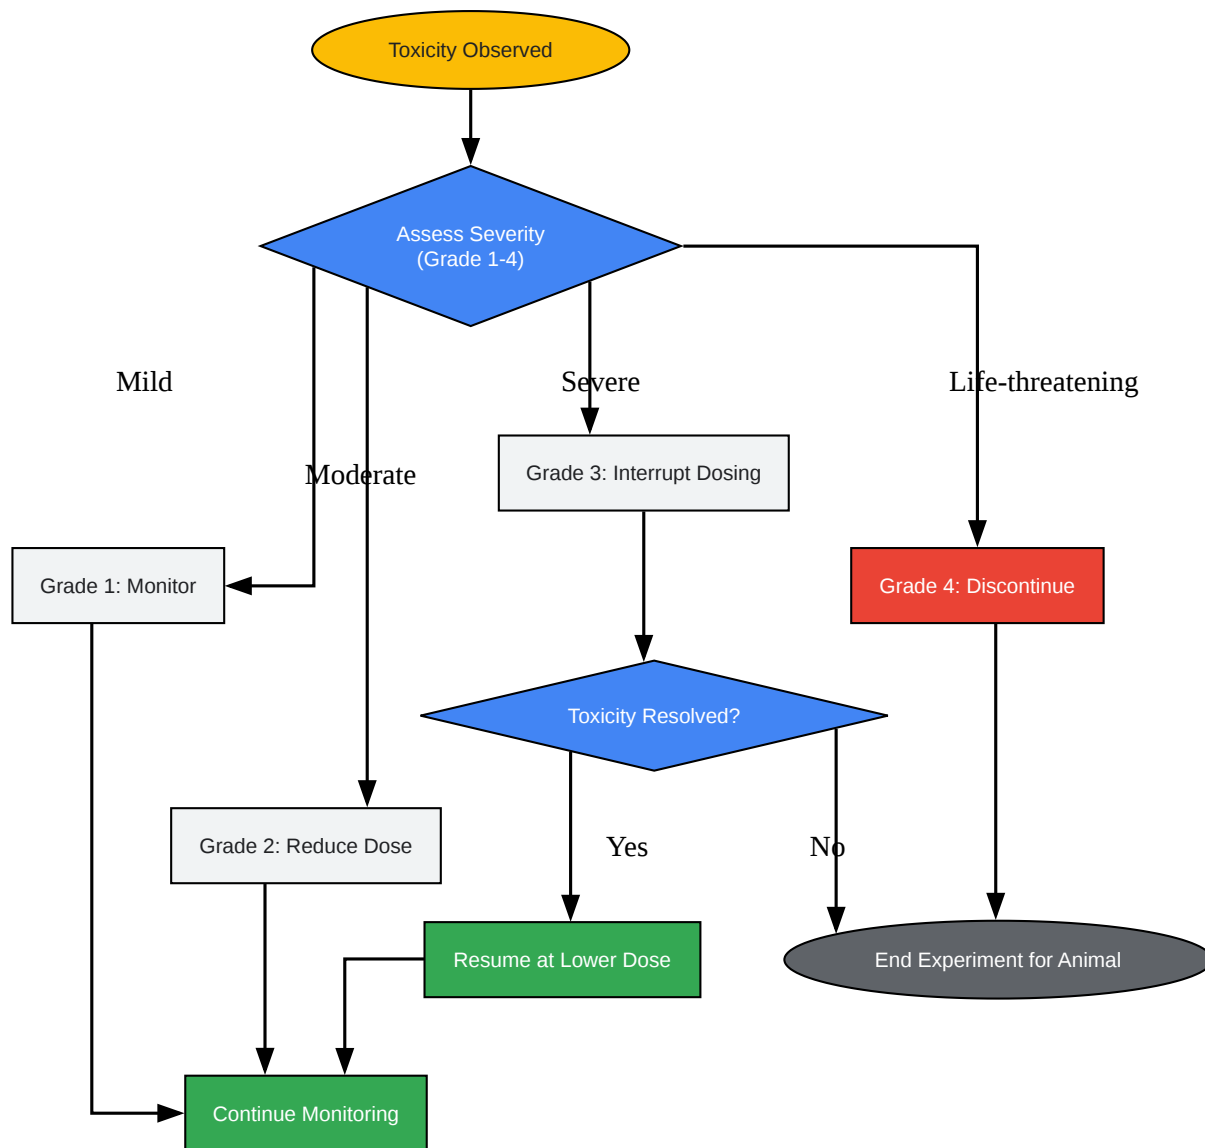 Toxicity Observed
Assess Severity
(Grade 1-4)
Mild
Severe
Life-threatening
Moderate
Grade 3: Interrupt Dosing
Grade 1: Monitor
Grade 4: Discontinue
Toxicity Resolved?
Grade 2: Reduce Dose
Yes
No
Resume at Lower Dose
End Experiment for Animal
Continue Monitoring